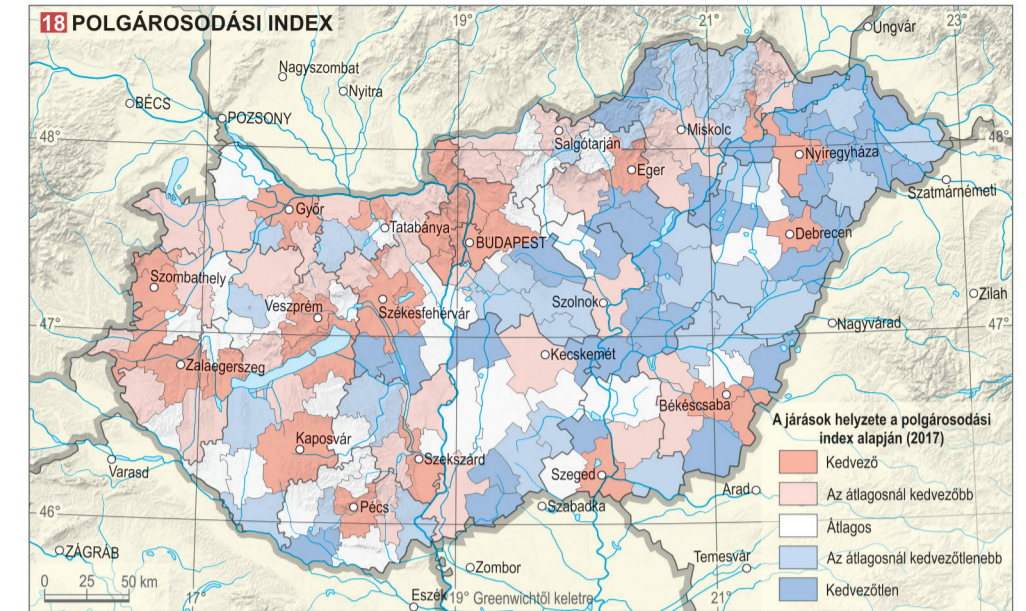 18 POLGÁROSODÁSI INDEX
19°
21°
23°
Ungvár
Nagyszombat
Nyitra
BÉCS
POZSONY
48°
Salgótarján
Miskolc
48°
Nyíregyháza
Eger
Szatmárnémeti
Győr
Tatabánya
BUDAPEST
Debrecen
Szombathely
Veszprém
Székesfehérvár
Szolnok
Zilah
47°
Nagyvárad
47°
Kecskemét
Zalaegerszeg
Békéscsaba
A járások helyzete a polgárosodási
index alapján (2017)
Kaposvár
Szekszárd
Kedvező
Varasd
Szeged
Arad
Az átlagosnál kedvezőbb
46°
Pécs
Szabadka
Átlagos
ZÁGRÁB
Temesvár
Az átlagosnál kedvezőtlenebb
Zombor
0 25 50 km
Kedvezőtlen
17°
Eszék
19° Greenwichtől keletre
21°